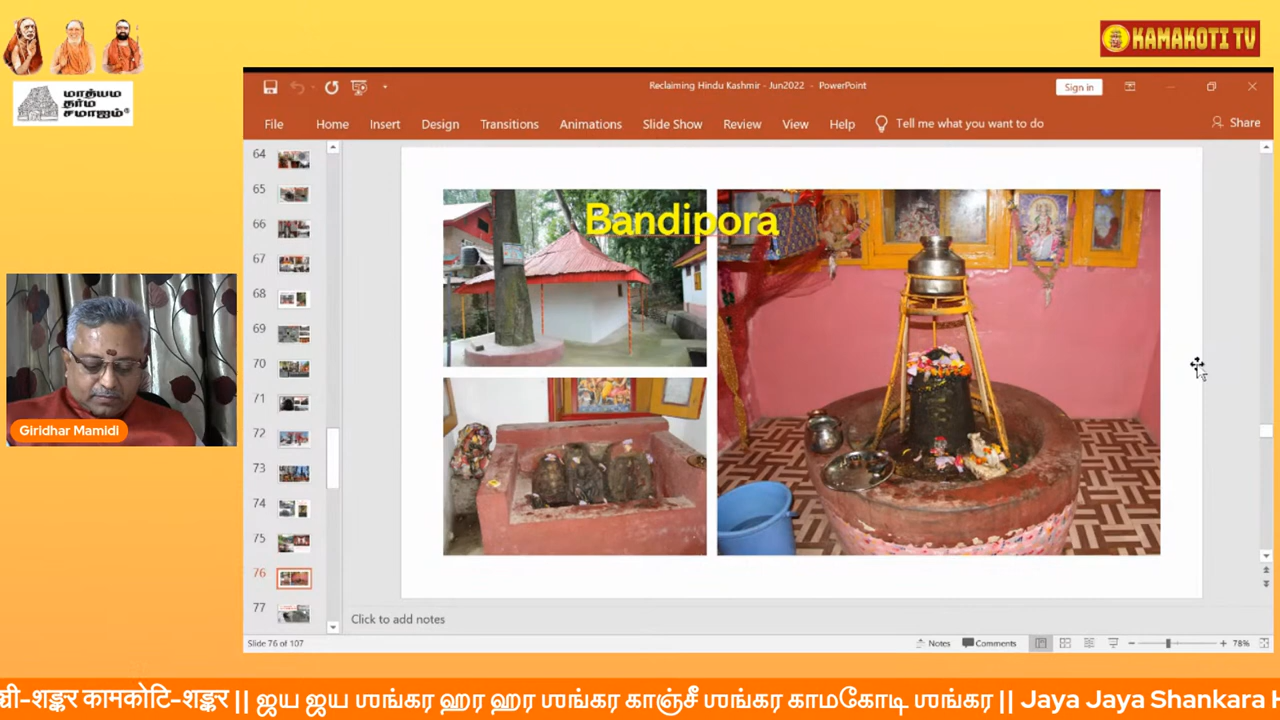 KAMAKOTI TV
மாத்யம
தர்ம
சமாஜம்®
Reclaiming Hindu Kashmir - Jun2022 - PowerPoint
Sign in
File Home Insert Design Transitions Animations Slide Show Review View Help Tell me what you want to do Share
64
65
66
67
68
69
70
71
72
73
74
75
76
77
Bandipora
Giridhar Mamidi
Click to add notes
Slide 76 of 107
Notes Comments 78%
ची-शङ्कर कामकोटि-शङ्कर || ஜய ஜய ஶங்கர ஹர ஹர ஶங்கர காஞ்சீ ஶங்கர காமகோடி ஶங்கர || Jaya Jaya Shankara H